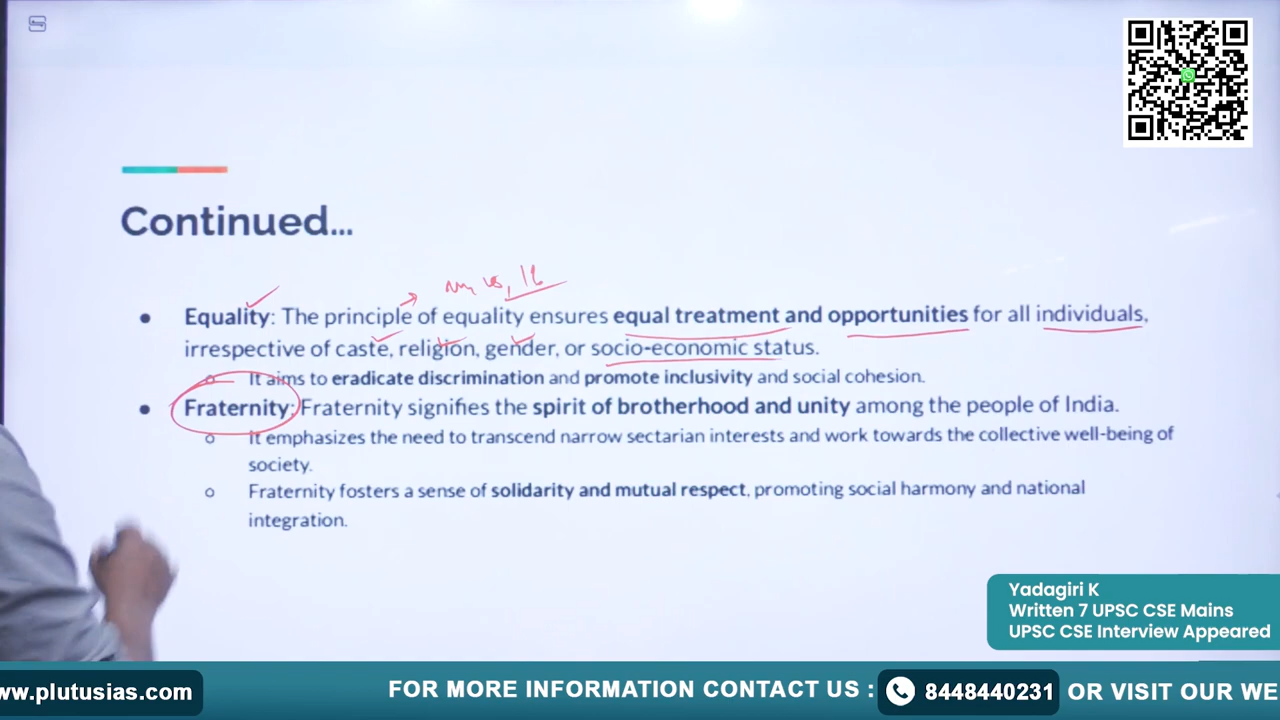 Continued...
15, 16
● Equality: The principle of equality ensures equal treatment and opportunities for all individuals,
irrespective of caste, religion, gender, or socio-economic status.
○ It aims to eradicate discrimination and promote inclusivity and social cohesion.
● Fraternity: Fraternity signifies the spirit of brotherhood and unity among the people of India.
○ It emphasizes the need to transcend narrow sectarian interests and work towards the collective well-being of
society.
○ Fraternity fosters a sense of solidarity and mutual respect, promoting social harmony and national
integration.
Yadagiri K
Written 7 UPSC CSE Mains
UPSC CSE Interview Appeared
www.plutusias.com
FOR MORE INFORMATION CONTACT US : 8448440231 OR VISIT OUR WE